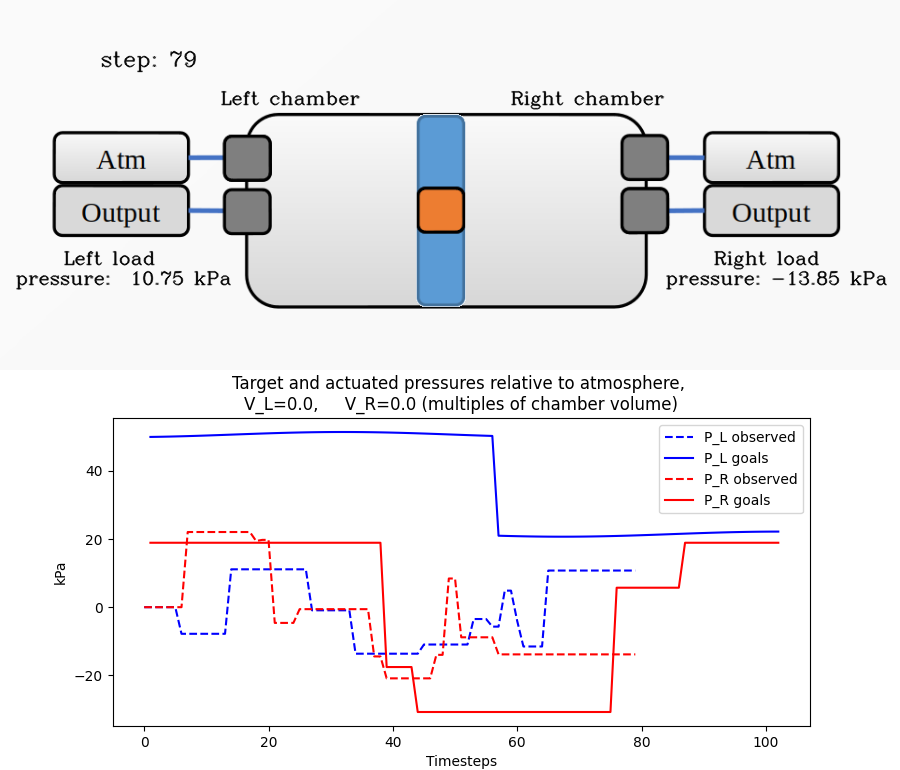 step: 79
Left chamber
Right chamber
Atm
Output
Atm
Output
Left load
pressure: 10.75 kPa
Right load
pressure: −13.85 kPa
Target and actuated pressures relative to atmosphere,
V_L=0.0, V_R=0.0 (multiples of chamber volume)
P_L observed
P_L goals
P_R observed
P_R goals
kPa
40
20
0
−20
0 20 40 60 80 100
Timesteps